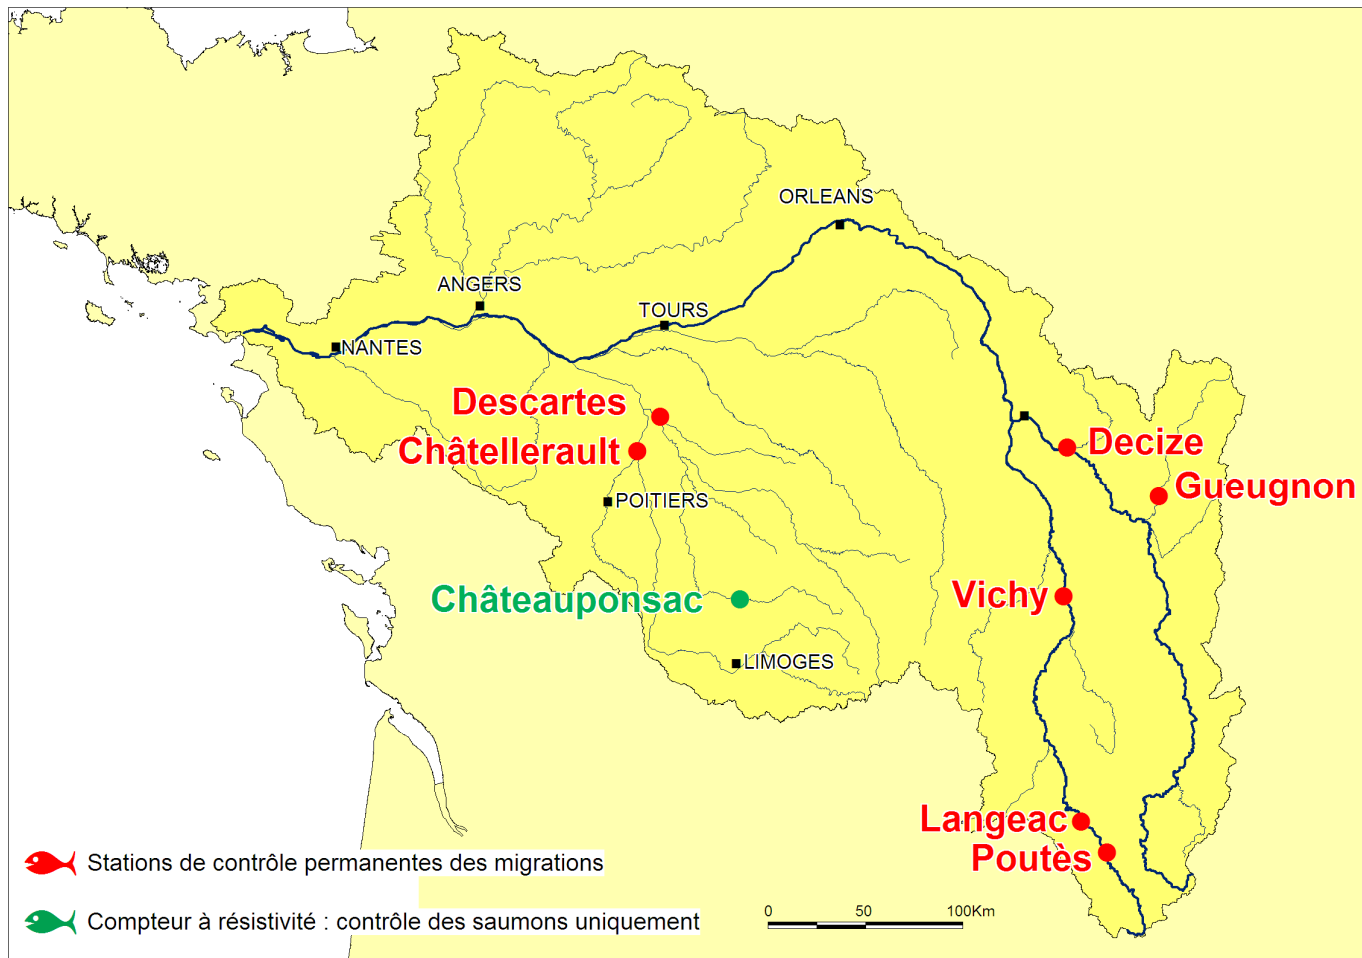 ORLEANS
ANGERS
TOURS
NANTES
Descartes
Châtellerault
Decize
Gueugnon
POITIERS
Châteauponsac
Vichy
LIMOGES
Langeac
Poutès
Stations de contrôle permanentes des migrations
Compteur à résistivité : contrôle des saumons uniquement
0 50 100Km